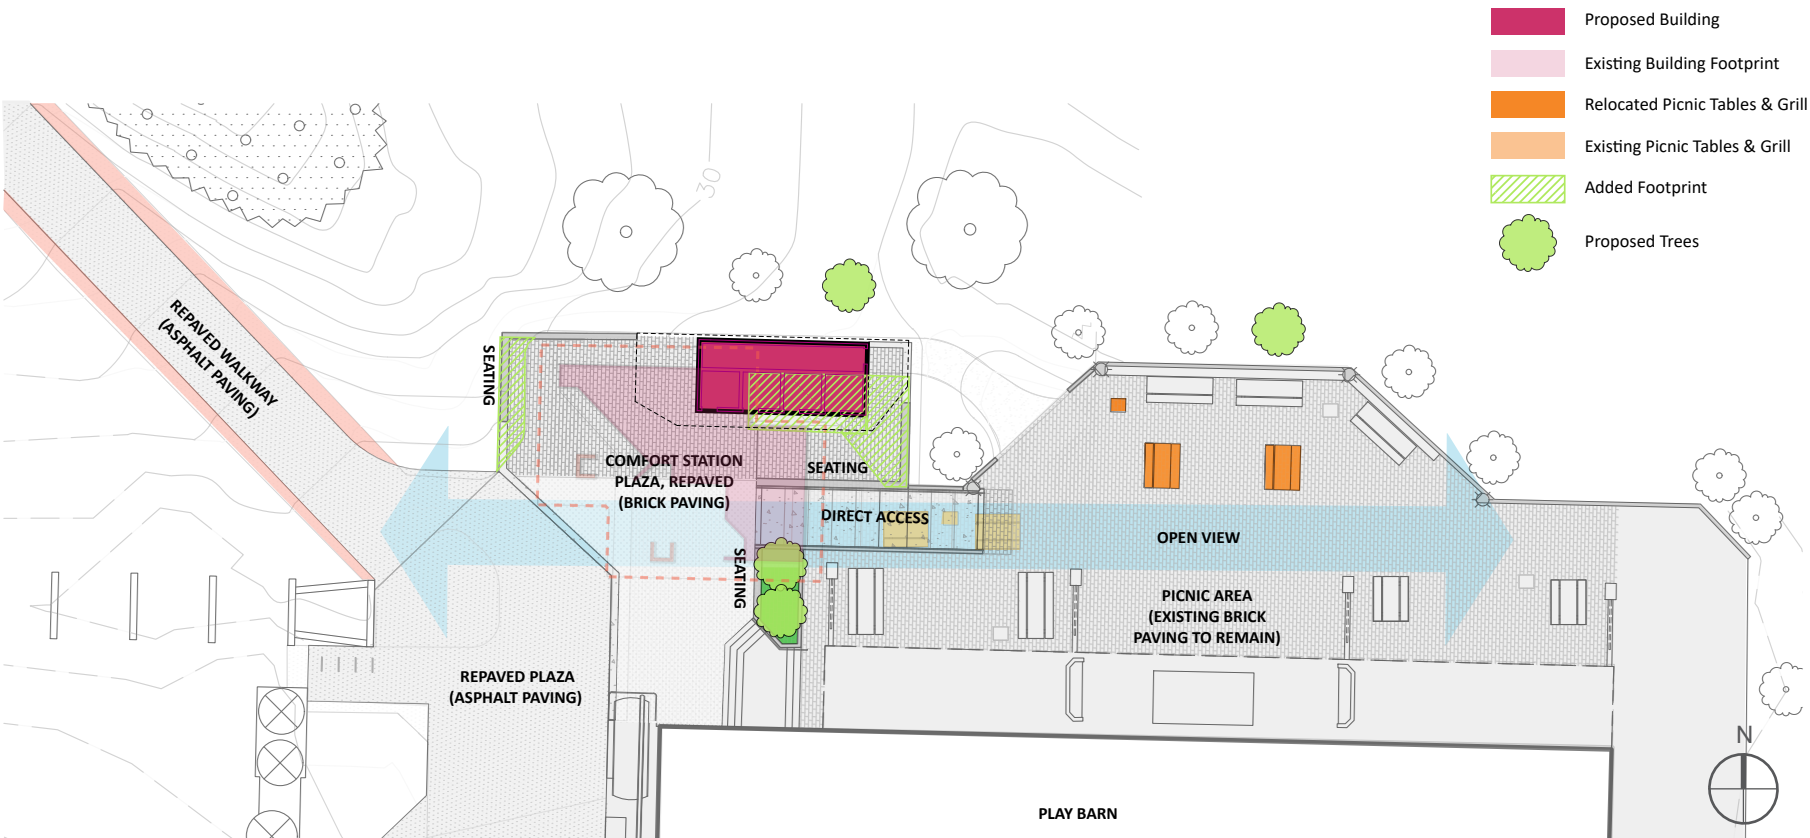 Proposed Building
Existing Building Footprint
Relocated Picnic Tables & Grill
Existing Picnic Tables & Grill
Added Footprint
Proposed Trees
30
REPAVED WALKWAY
(ASPHALT PAVING)
SEATING
COMFORT STATION
PLAZA, REPAVED
(BRICK PAVING)
SEATING
DIRECT ACCESS
OPEN VIEW
SEATING
PICNIC AREA
(EXISTING BRICK
PAVING TO REMAIN)
REPAVED PLAZA
(ASPHALT PAVING)
N
PLAY BARN